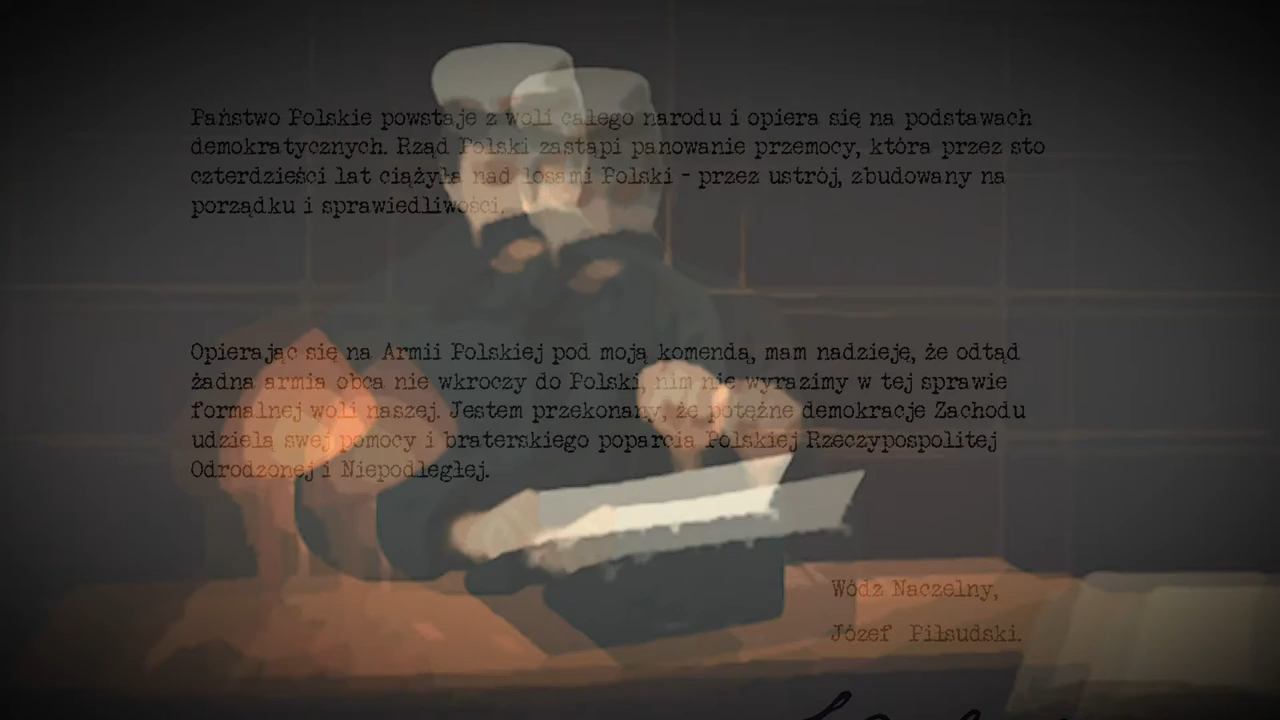 Państwo Polskie powstaje z woli całego narodu i opiera się na podstawach
demokratycznych. Rząd Polski zastąpi panowanie przemocy, która przez sto
czterdzieści lat ciążyła nad losami Polski - przez ustrój, zbudowany na
porządku i sprawiedliwości.
Opierając się na Armii Polskiej pod moją komendą, mam nadzieję, że odtąd
żadna armia obca nie wkroczy do Polski, nim nie wyrazimy w tej sprawie
formalnej woli naszej. Jestem przekonany, że potężne demokracje Zachodu
udzielą swej pomocy i braterskiego poparcia Polskiej Rzeczypospolitej
Odrodzonej i Niepodległej.
Wódz Naczelny,
Józef Piłsudski.